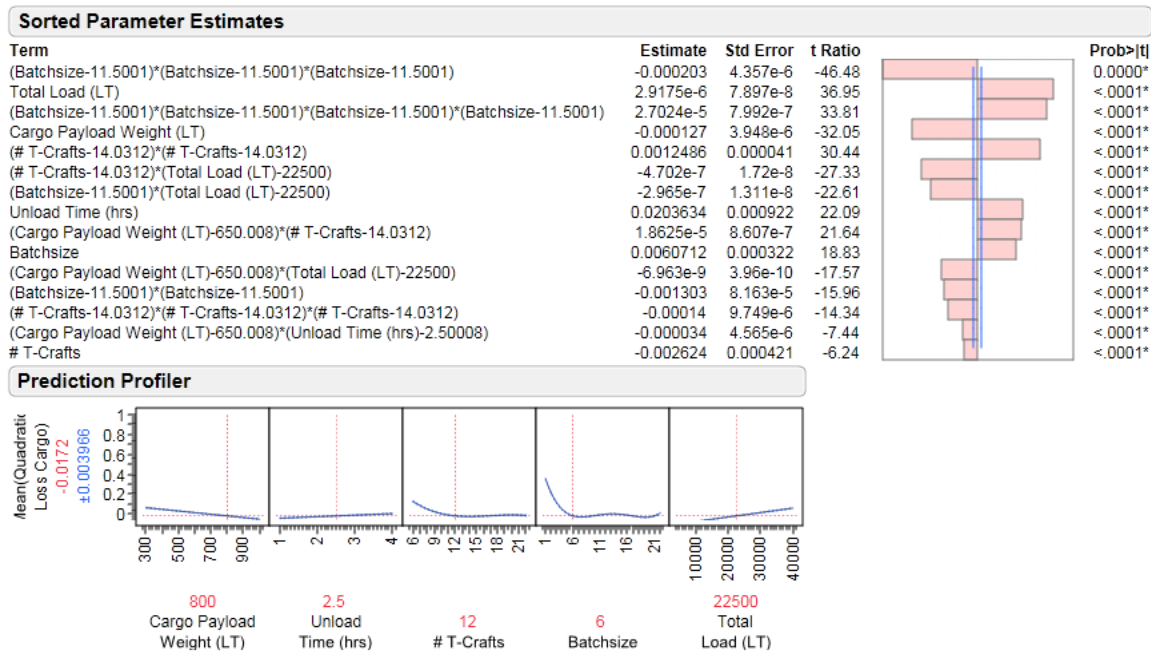 Sorted Parameter Estimates
Term Estimate Std Error t Ratio Prob>|t|
(Batchsize-11.5001)*(Batchsize-11.5001)*(Batchsize-11.5001) -0.000203 4.357e-6 -46.48 0.0000*
Total Load (LT) 2.9175e-6 7.897e-8 36.95 <.0001*
(Batchsize-11.5001)*(Batchsize-11.5001)*(Batchsize-11.5001)*(Batchsize-11.5001) 2.7024e-5 7.992e-7 33.81 <.0001*
Cargo Payload Weight (LT) -0.000127 3.948e-6 -32.05 <.0001*
(# T-Crafts-14.0312)*(# T-Crafts-14.0312) 0.0012486 0.000041 30.44 <.0001*
(# T-Crafts-14.0312)*(Total Load (LT)-22500) -4.702e-7 1.72e-8 -27.33 <.0001*
(Batchsize-11.5001)*(Total Load (LT)-22500) -2.965e-7 1.311e-8 -22.61 <.0001*
Unload Time (hrs) 0.0203634 0.000922 22.09 <.0001*
(Cargo Payload Weight (LT)-650.008)*(# T-Crafts-14.0312) 1.8625e-5 8.607e-7 21.64 <.0001*
Batchsize 0.0060712 0.000322 18.83 <.0001*
(Cargo Payload Weight (LT)-650.008)*(Total Load (LT)-22500) -6.963e-9 3.96e-10 -17.57 <.0001*
(Batchsize-11.5001)*(Batchsize-11.5001) -0.001303 8.163e-5 -15.96 <.0001*
(# T-Crafts-14.0312)*(# T-Crafts-14.0312)*(# T-Crafts-14.0312) -0.00014 9.749e-6 -14.34 <.0001*
(Cargo Payload Weight (LT)-650.008)*(Unload Time (hrs)-2.50008) -0.000034 4.565e-6 -7.44 <.0001*
# T-Crafts -0.002624 0.000421 -6.24 <.0001*
Prediction Profiler
Loss Cargo)
-0.0172
±0.003966
1
0.8
0.6
0.4
0.2
0
300 500 700 900 1 2 3 4 6 9 12 15 18 21 1 6 11 16 21 10000 20000 30000 40000
800 2.5 12 6 22500
Cargo Payload Unload # T-Crafts Batchsize Total
Weight (LT) Time (hrs) Load (LT)